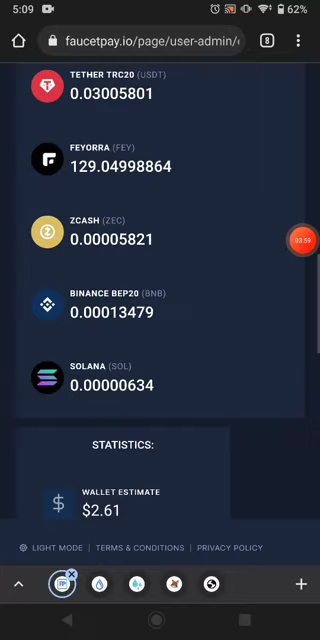 5:09
62%
faucetpay.io/page/user-admin/
8
TETHER TRC20 (USDT)
0.03005801
FEYORRA (FEY)
129.04998864
ZCASH (ZEC)
0.00005821
03:59
BINANCE BEP20 (BNB)
0.00013479
SOLANA (SOL)
0.00000634
STATISTICS:
WALLET ESTIMATE
$2.61
LIGHT MODE | TERMS & CONDITIONS | PRIVACY POLICY